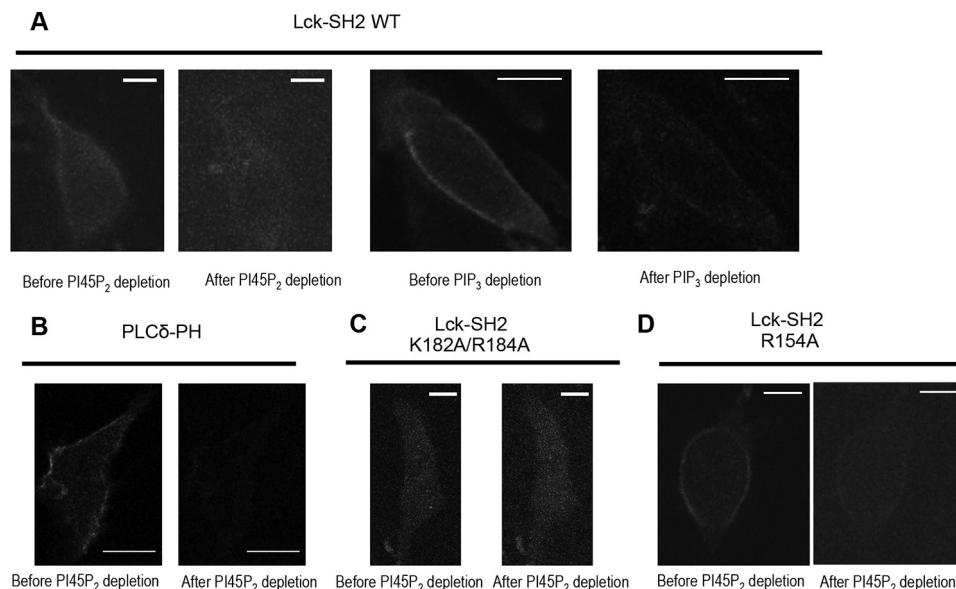 A
Lck-SH2 WT
Before PI45P₂ depletion
After PI45P₂ depletion
Before PIP₃ depletion
After PIP₃ depletion
B
PLCδ-PH
Before PI45P₂ depletion
After PI45P₂ depletion
C
Lck-SH2
K182A/R184A
Before PI45P₂ depletion
After PI45P₂ depletion
D
Lck-SH2
R154A
Before PI45P₂ depletion
After PI45P₂ depletion